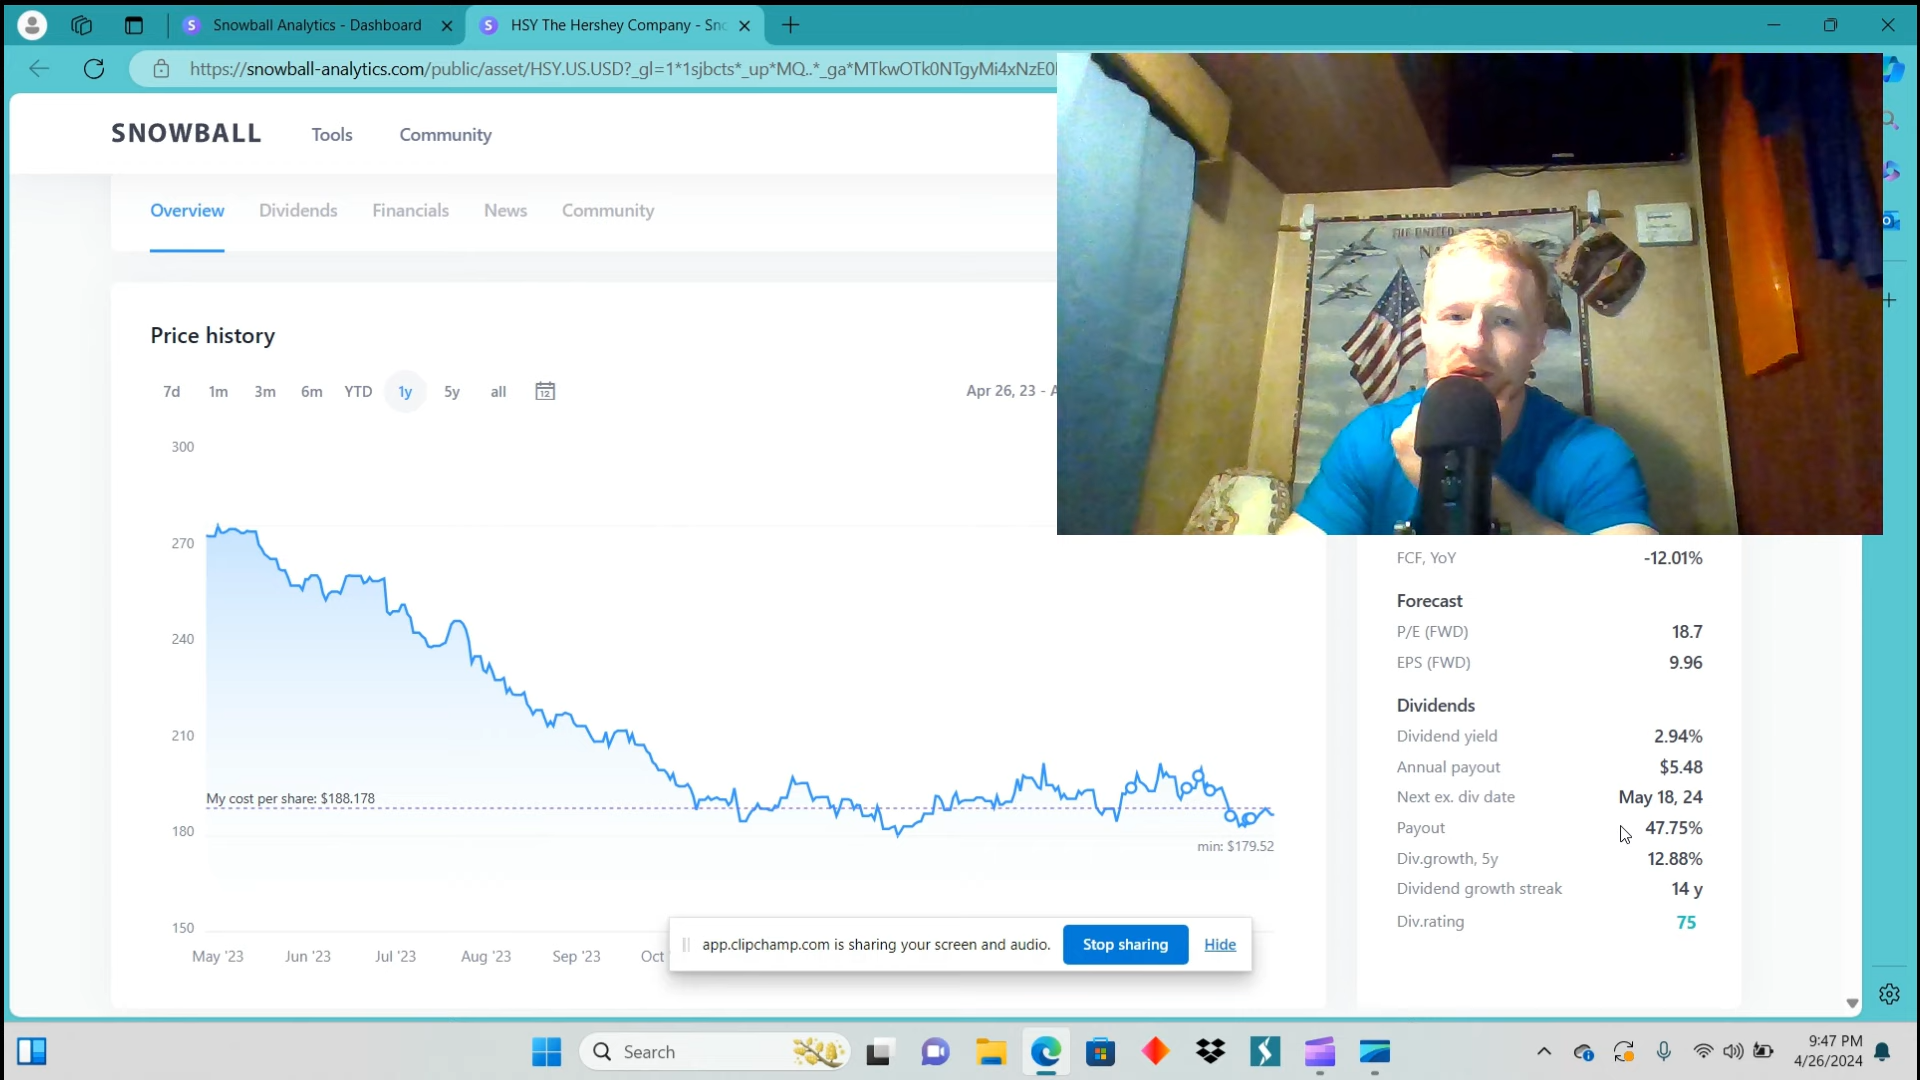 Snowball Analytics - Dashboard
HSY The Hershey Company - Sno
https://snowball-analytics.com/public/asset/HSY.US.USD?_gl=1*1sjbcts*_up*MQ..*_ga*MTkwOTk0NTgyMi4xNzE0
SNOWBALL
Tools
Community
Overview
Dividends
Financials
News
Community
Price history
7d 1m 3m 6m YTD 1y 5y all
12
Apr 26, 23 - A
300
270
240
210
180
150
My cost per share: $188.178
min: $179.52
May '23 Jun '23 Jul '23 Aug '23 Sep '23 Oct
THE UNITED
FCF, YoY -12.01%
Forecast
P/E (FWD) 18.7
EPS (FWD) 9.96
Dividends
Dividend yield 2.94%
Annual payout $5.48
Next ex. div date May 18, 24
Payout 47.75%
Div.growth, 5y 12.88%
Dividend growth streak 14 y
Div.rating 75
app.clipchamp.com is sharing your screen and audio.
Stop sharing
Hide
Search
9:47 PM
4/26/2024